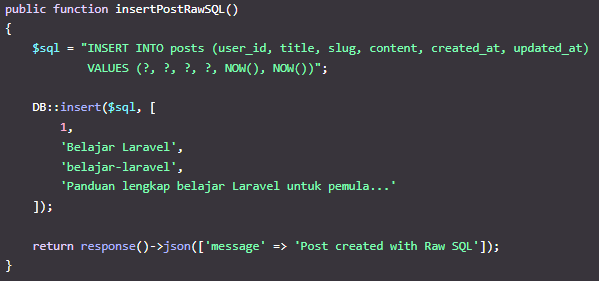 public function insertPostRawSQL()
{
    $sql = "INSERT INTO posts (user_id, title, slug, content, created_at, updated_at)
            VALUES (?, ?, ?, ?, NOW(), NOW())";

    DB::insert($sql, [
        1,
        'Belajar Laravel',
        'belajar-laravel',
        'Panduan lengkap belajar Laravel untuk pemula...'
    ]);

    return response()->json(['message' => 'Post created with Raw SQL']);
}